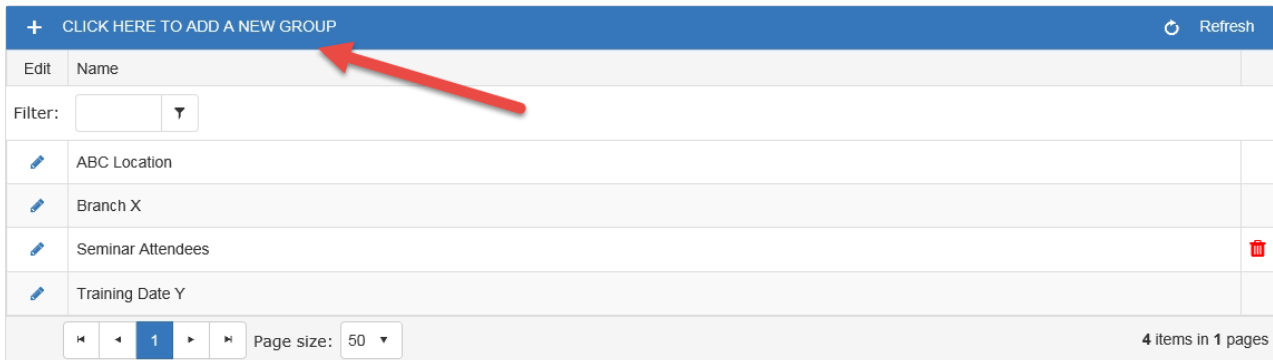 + CLICK HERE TO ADD A NEW GROUP Refresh
Edit Name
Filter:
ABC Location
Branch X
Seminar Attendees
Training Date Y
1 Page size: 50 4 items in 1 pages